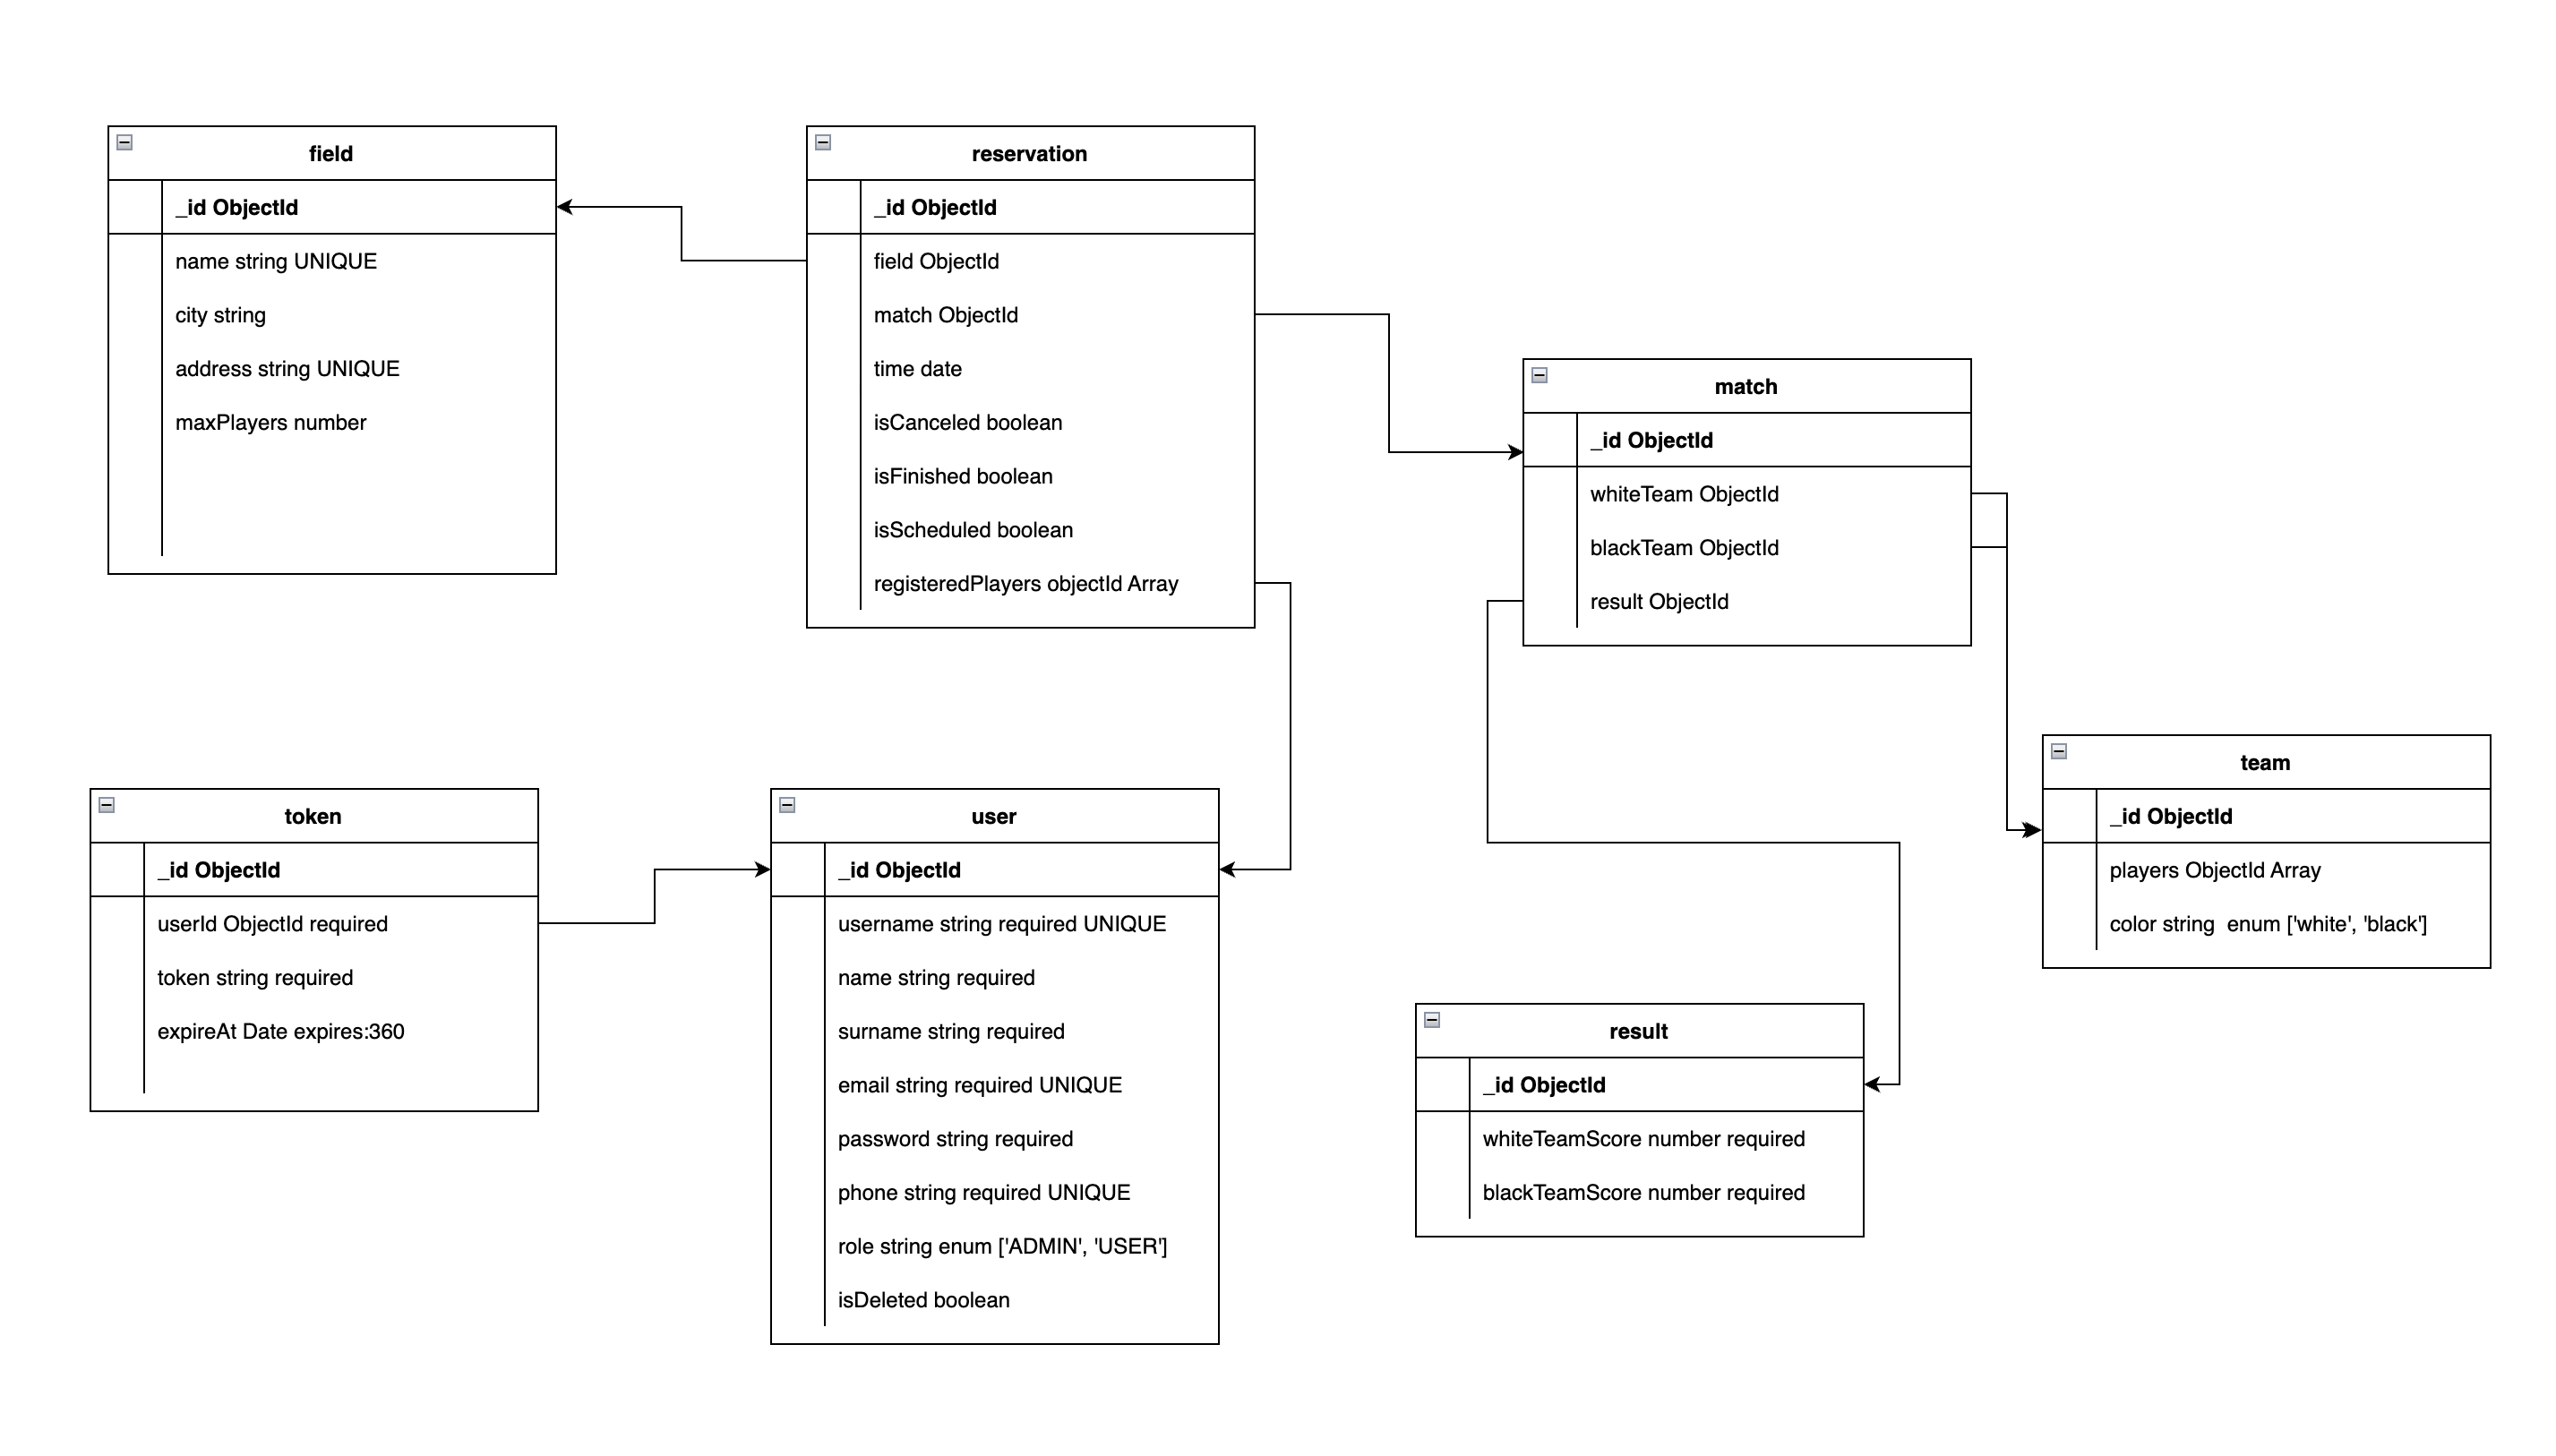 field
_id ObjectId
name string UNIQUE
city string
address string UNIQUE
maxPlayers number
reservation
_id ObjectId
field ObjectId
match ObjectId
time date
isCanceled boolean
isFinished boolean
isScheduled boolean
registeredPlayers objectId Array
match
_id ObjectId
whiteTeam ObjectId
blackTeam ObjectId
result ObjectId
team
_id ObjectId
players ObjectId Array
color string  enum ['white', 'black']
token
_id ObjectId
userId ObjectId required
token string required
expireAt Date expires:360
user
_id ObjectId
username string required UNIQUE
name string required
surname string required
email string required UNIQUE
password string required
phone string required UNIQUE
role string enum ['ADMIN', 'USER']
isDeleted boolean
result
_id ObjectId
whiteTeamScore number required
blackTeamScore number required